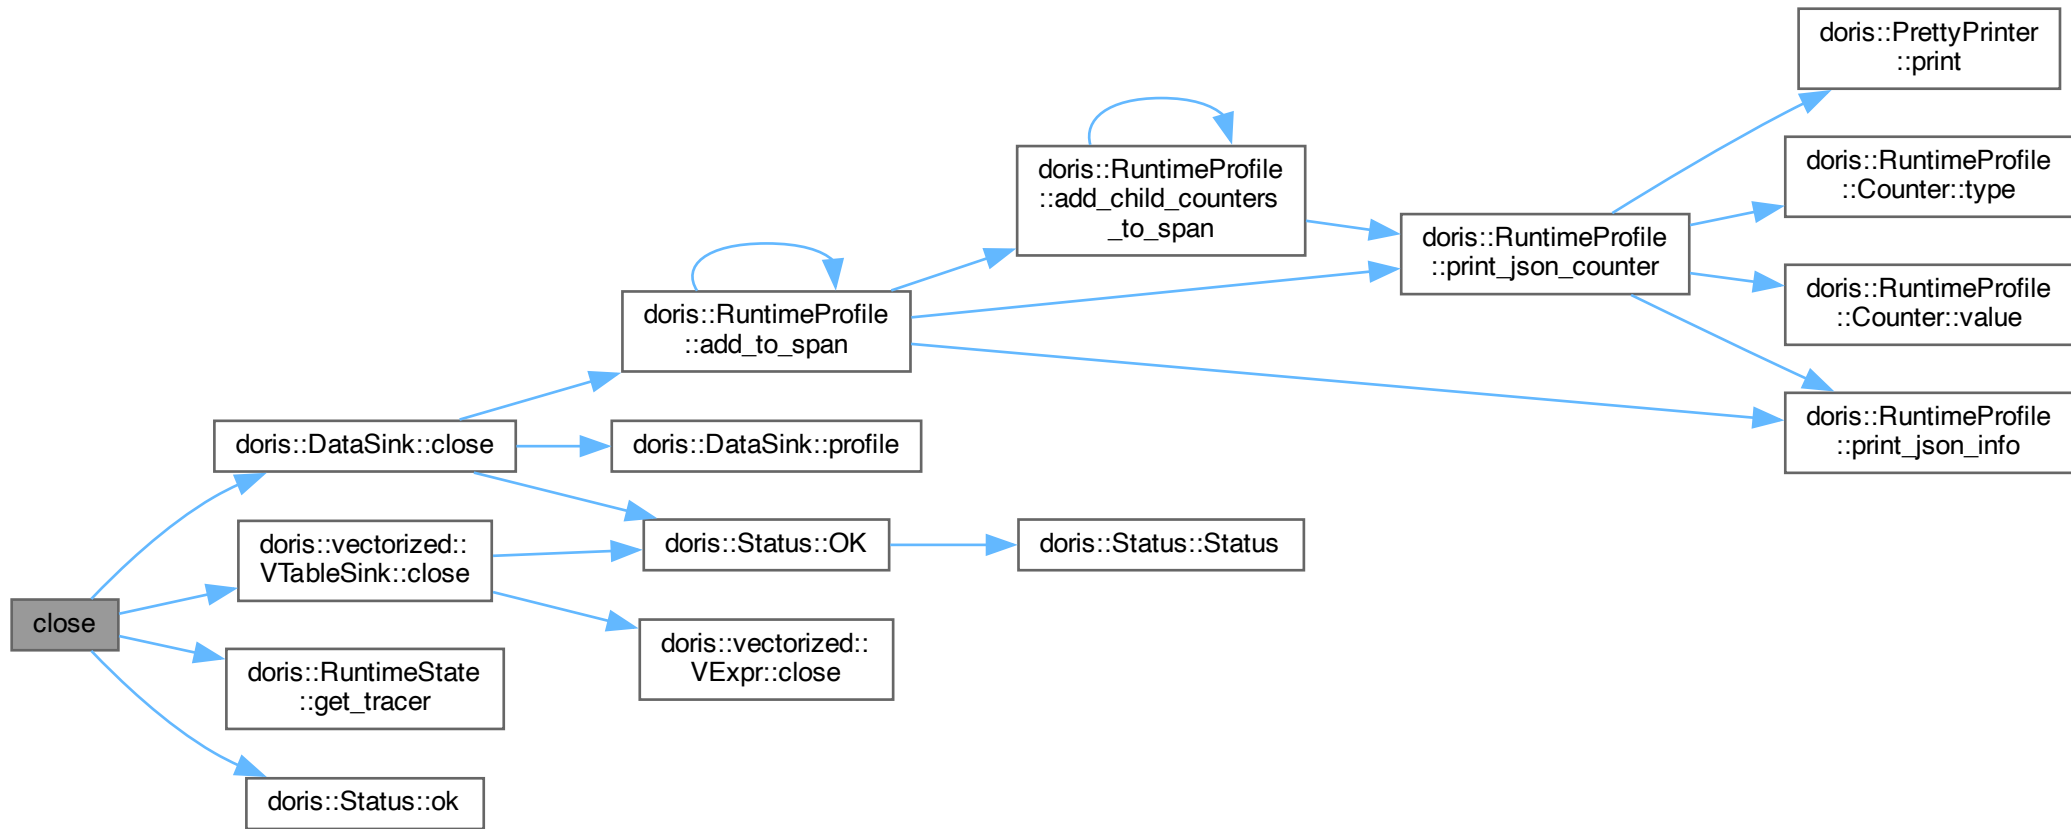 close
doris::DataSink::close
doris::vectorized::
VTableSink::close
doris::RuntimeState
::get_tracer
doris::Status::ok
doris::RuntimeProfile
::add_to_span
doris::DataSink::profile
doris::Status::OK
doris::vectorized::
VExpr::close
doris::RuntimeProfile
::add_child_counters
_to_span
doris::Status::Status
doris::RuntimeProfile
::print_json_counter
doris::PrettyPrinter
::print
doris::RuntimeProfile
::Counter::type
doris::RuntimeProfile
::Counter::value
doris::RuntimeProfile
::print_json_info